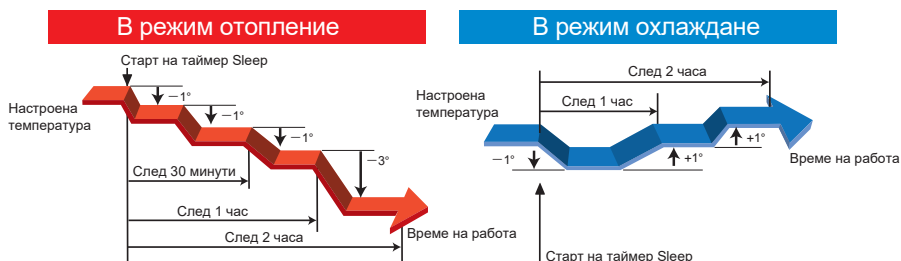 В режим отопление
Старт на таймер Sleep
Настроена
температура
−1°
−1°
−1°
−3°
След 30 минути
След 1 час
След 2 часа
Време на работа
В режим охлаждане
След 2 часа
Настроена
температура
След 1 час
−1°
+1°
+1°
Време на работа
Старт на таймер Sleep